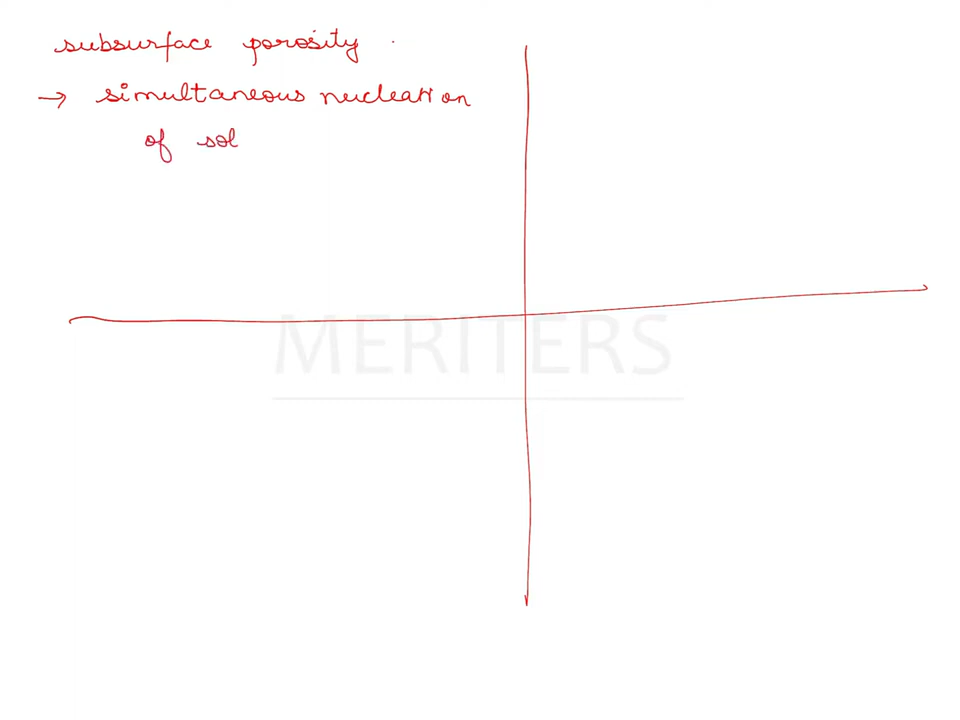 subsurface porosity
→ simultaneous nucleation
of sol
MERITERS